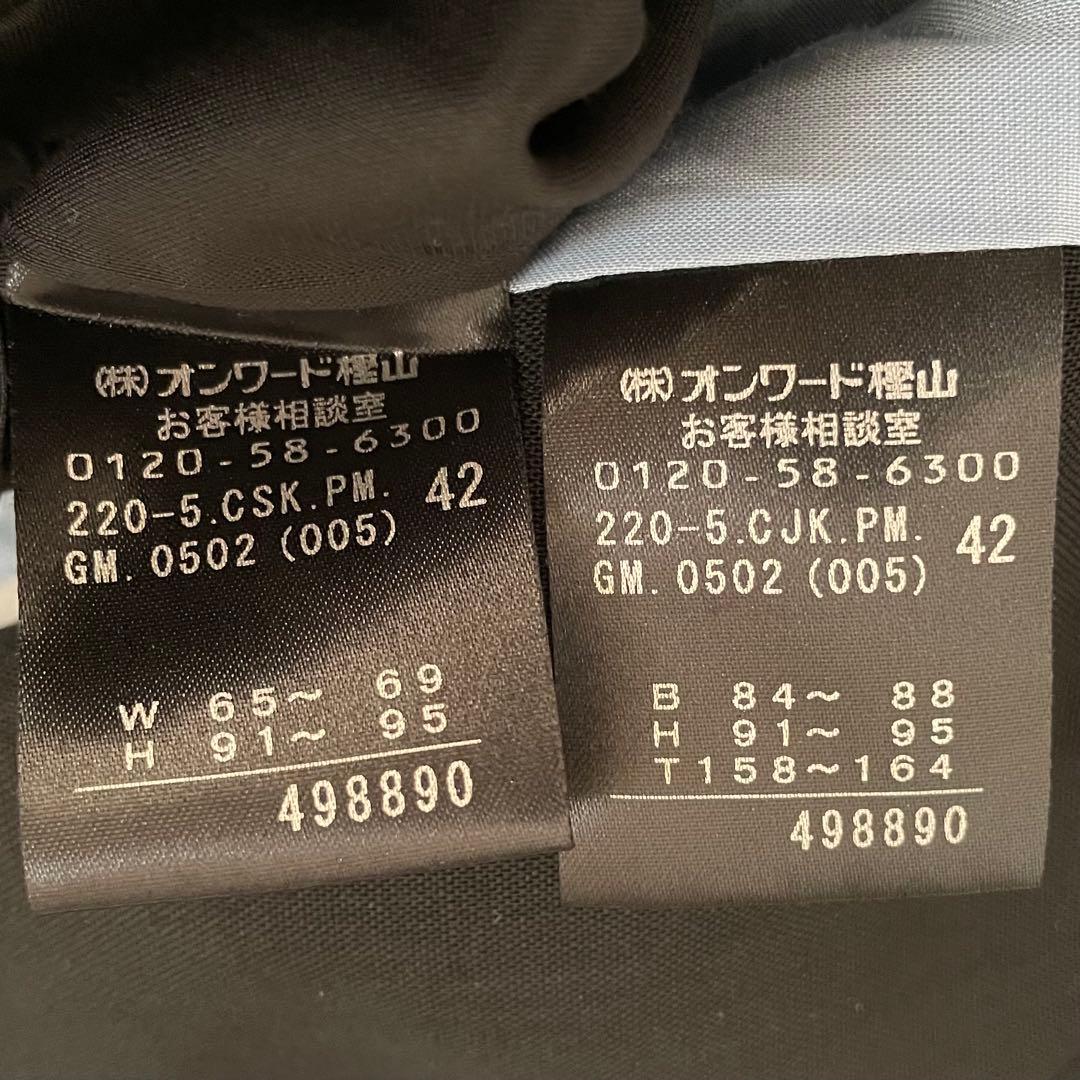 (株)オンワード樫山
お客様相談室
0120-58-6300
220-5.CSK.PM. 42
GM.0502(005)
W 65〜 69
H 91〜 95
498890
(株)オンワード樫山
お客様相談室
0120-58-6300
220-5.CJK.PM. 42
GM.0502(005)
B 84〜 88
H 91〜 95
T158〜164
498890